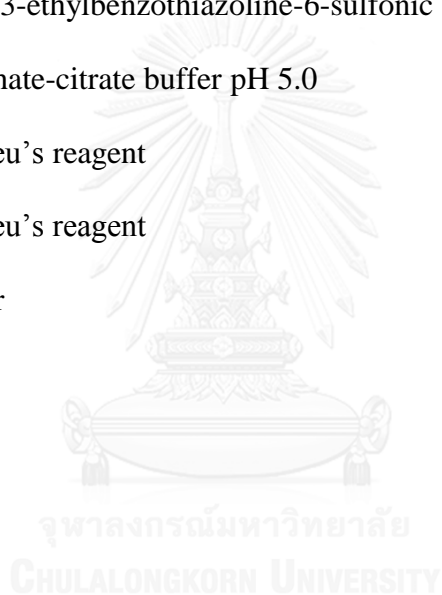 3-ethylbenzothiazoline-6-sulfonic
nate-citrate buffer pH 5.0
eu’s reagent
eu’s reagent
r
จุฬาลงกรณ์มหาวิทยาลัย
CHULALONGKORN UNIVERSITY